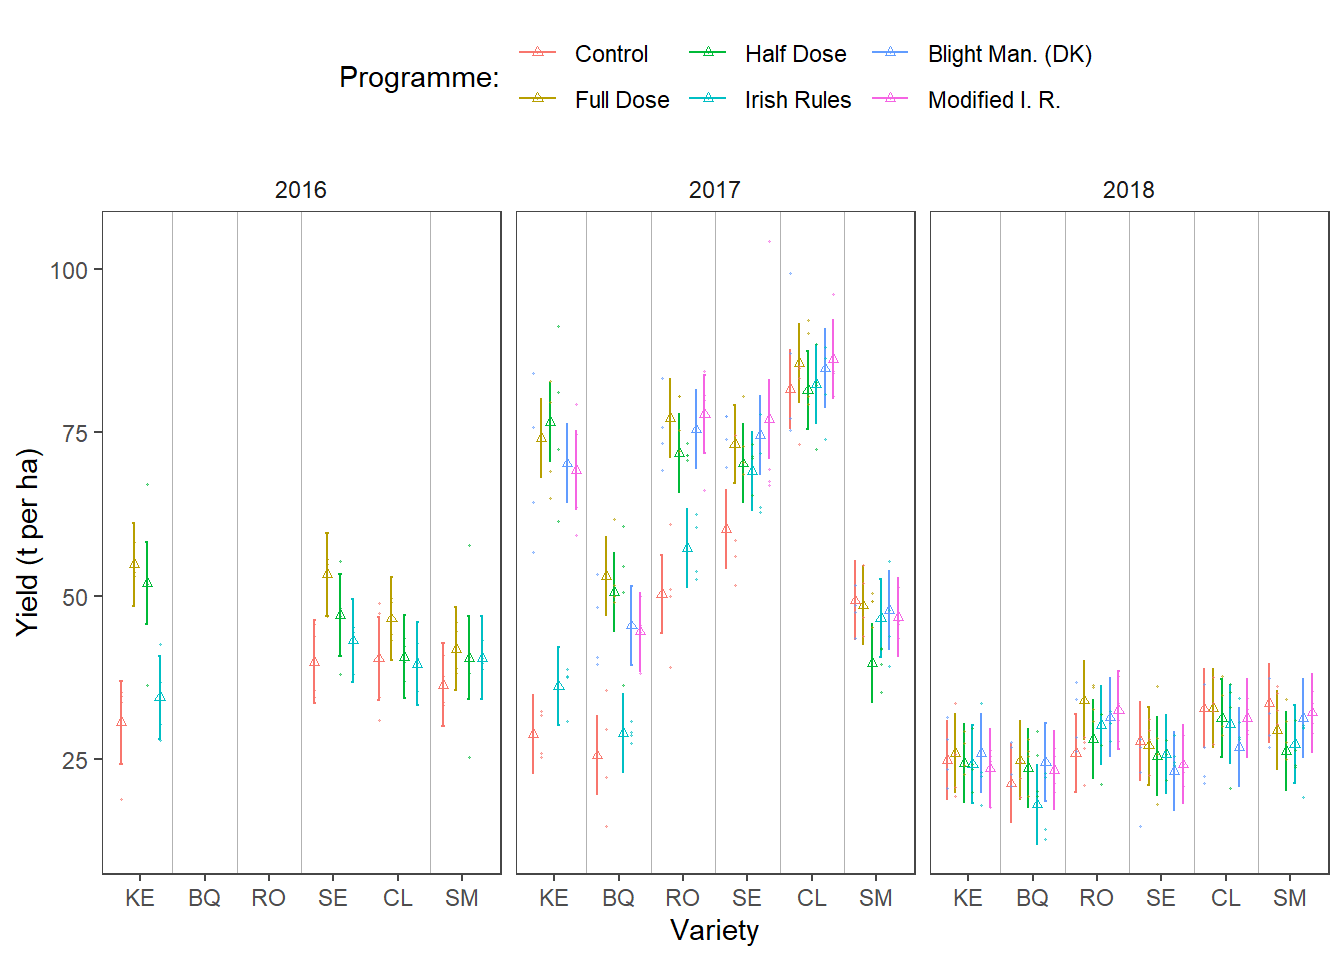 Programme:
Control Half Dose Blight Man. (DK)
Full Dose Irish Rules Modified I. R.
2016 2017 2018
100
75
50
25
Yield (t per ha)
KE BQ RO SE CL SM KE BQ RO SE CL SM KE BQ RO SE CL SM
Variety